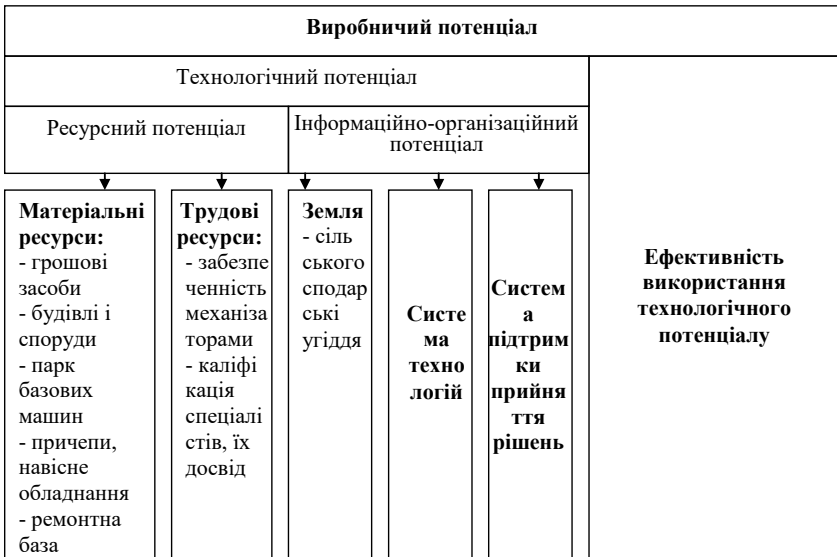 Виробничий потенціал
Технологічний потенціал
Ресурсний потенціал
Інформаційно-організаційний
потенціал
Матеріальні
ресурси:
- грошові
засоби
- будівлі і
споруди
- парк
базових
машин
- причепи,
навісне
обладнання
- ремонтна
база
Трудові
ресурси:
- забезпе
ченність
механіза
торами
- каліфі
кація
спеціалі
стів, їх
досвід
Земля
- сіль
ського
сподар
ські
угіддя
Систе
ма
техно
логій
Систем
а
підтрим
ки
прийня
ття
рішень
Ефективність
використання
технологічного
потенціалу